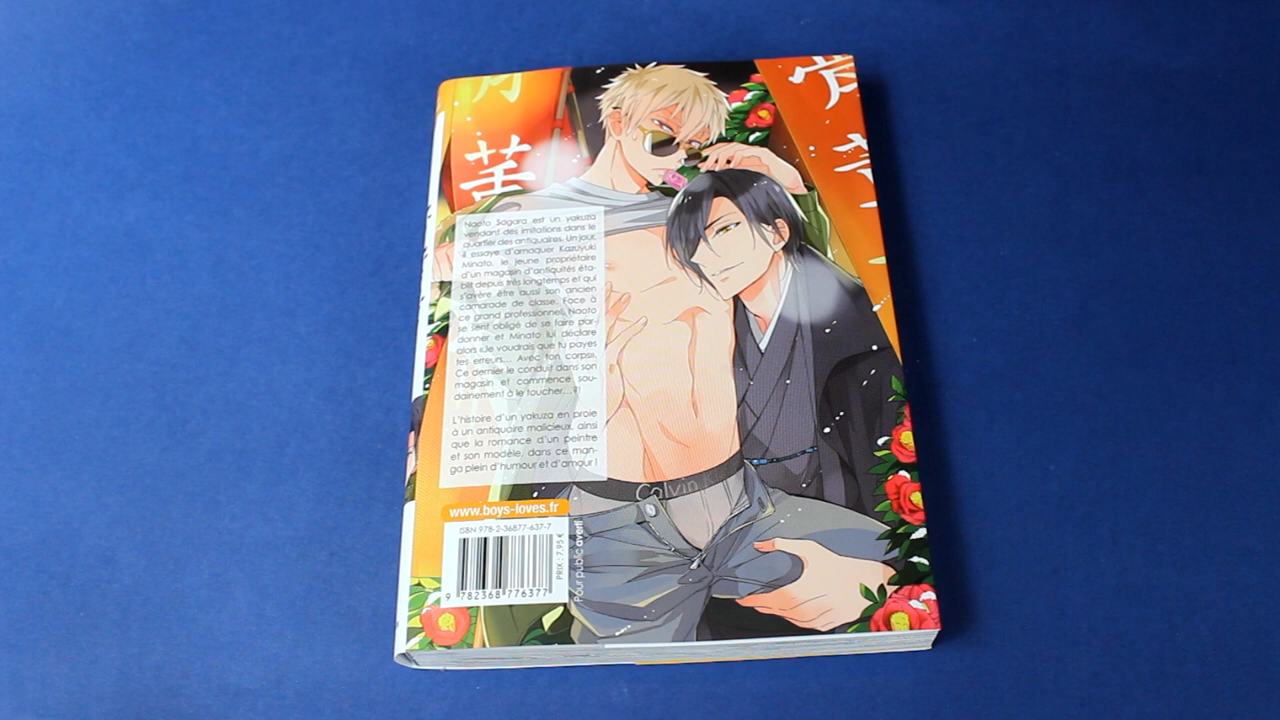 宵
芸
Naoto Sagara est un yakuza
vendant des imitations dans le
quartier des antiquaires. Un jour,
il essaye d'arnaquer Kazuyuki
Minato, le jeune propriétaire
d'un magasin d'antiquités éta-
blit depuis très longtemps et qui
s'avère être aussi son ancien
camarade de classe. Face à
ce grand professionnel, Naoto
se sent obligé de se faire par-
donner et Minato lui déclare
alors «Je voudrais que tu payes
tes erreurs... Avec ton corps».
Ce dernier le conduit dans son
magasin et commence sou-
dainement à le toucher...?!
L'histoire d'un yakuza en proie
à un antiquaire malicieux, ainsi
que la romance d'un peintre
et son modèle, dans ce man-
ga plein d'humour et d'amour !
www.boys-loves.fr
ISBN 978-2-36877-637-7
9 782368 776377
PRIX : 7,95 €
Pour public averti
Calvin K